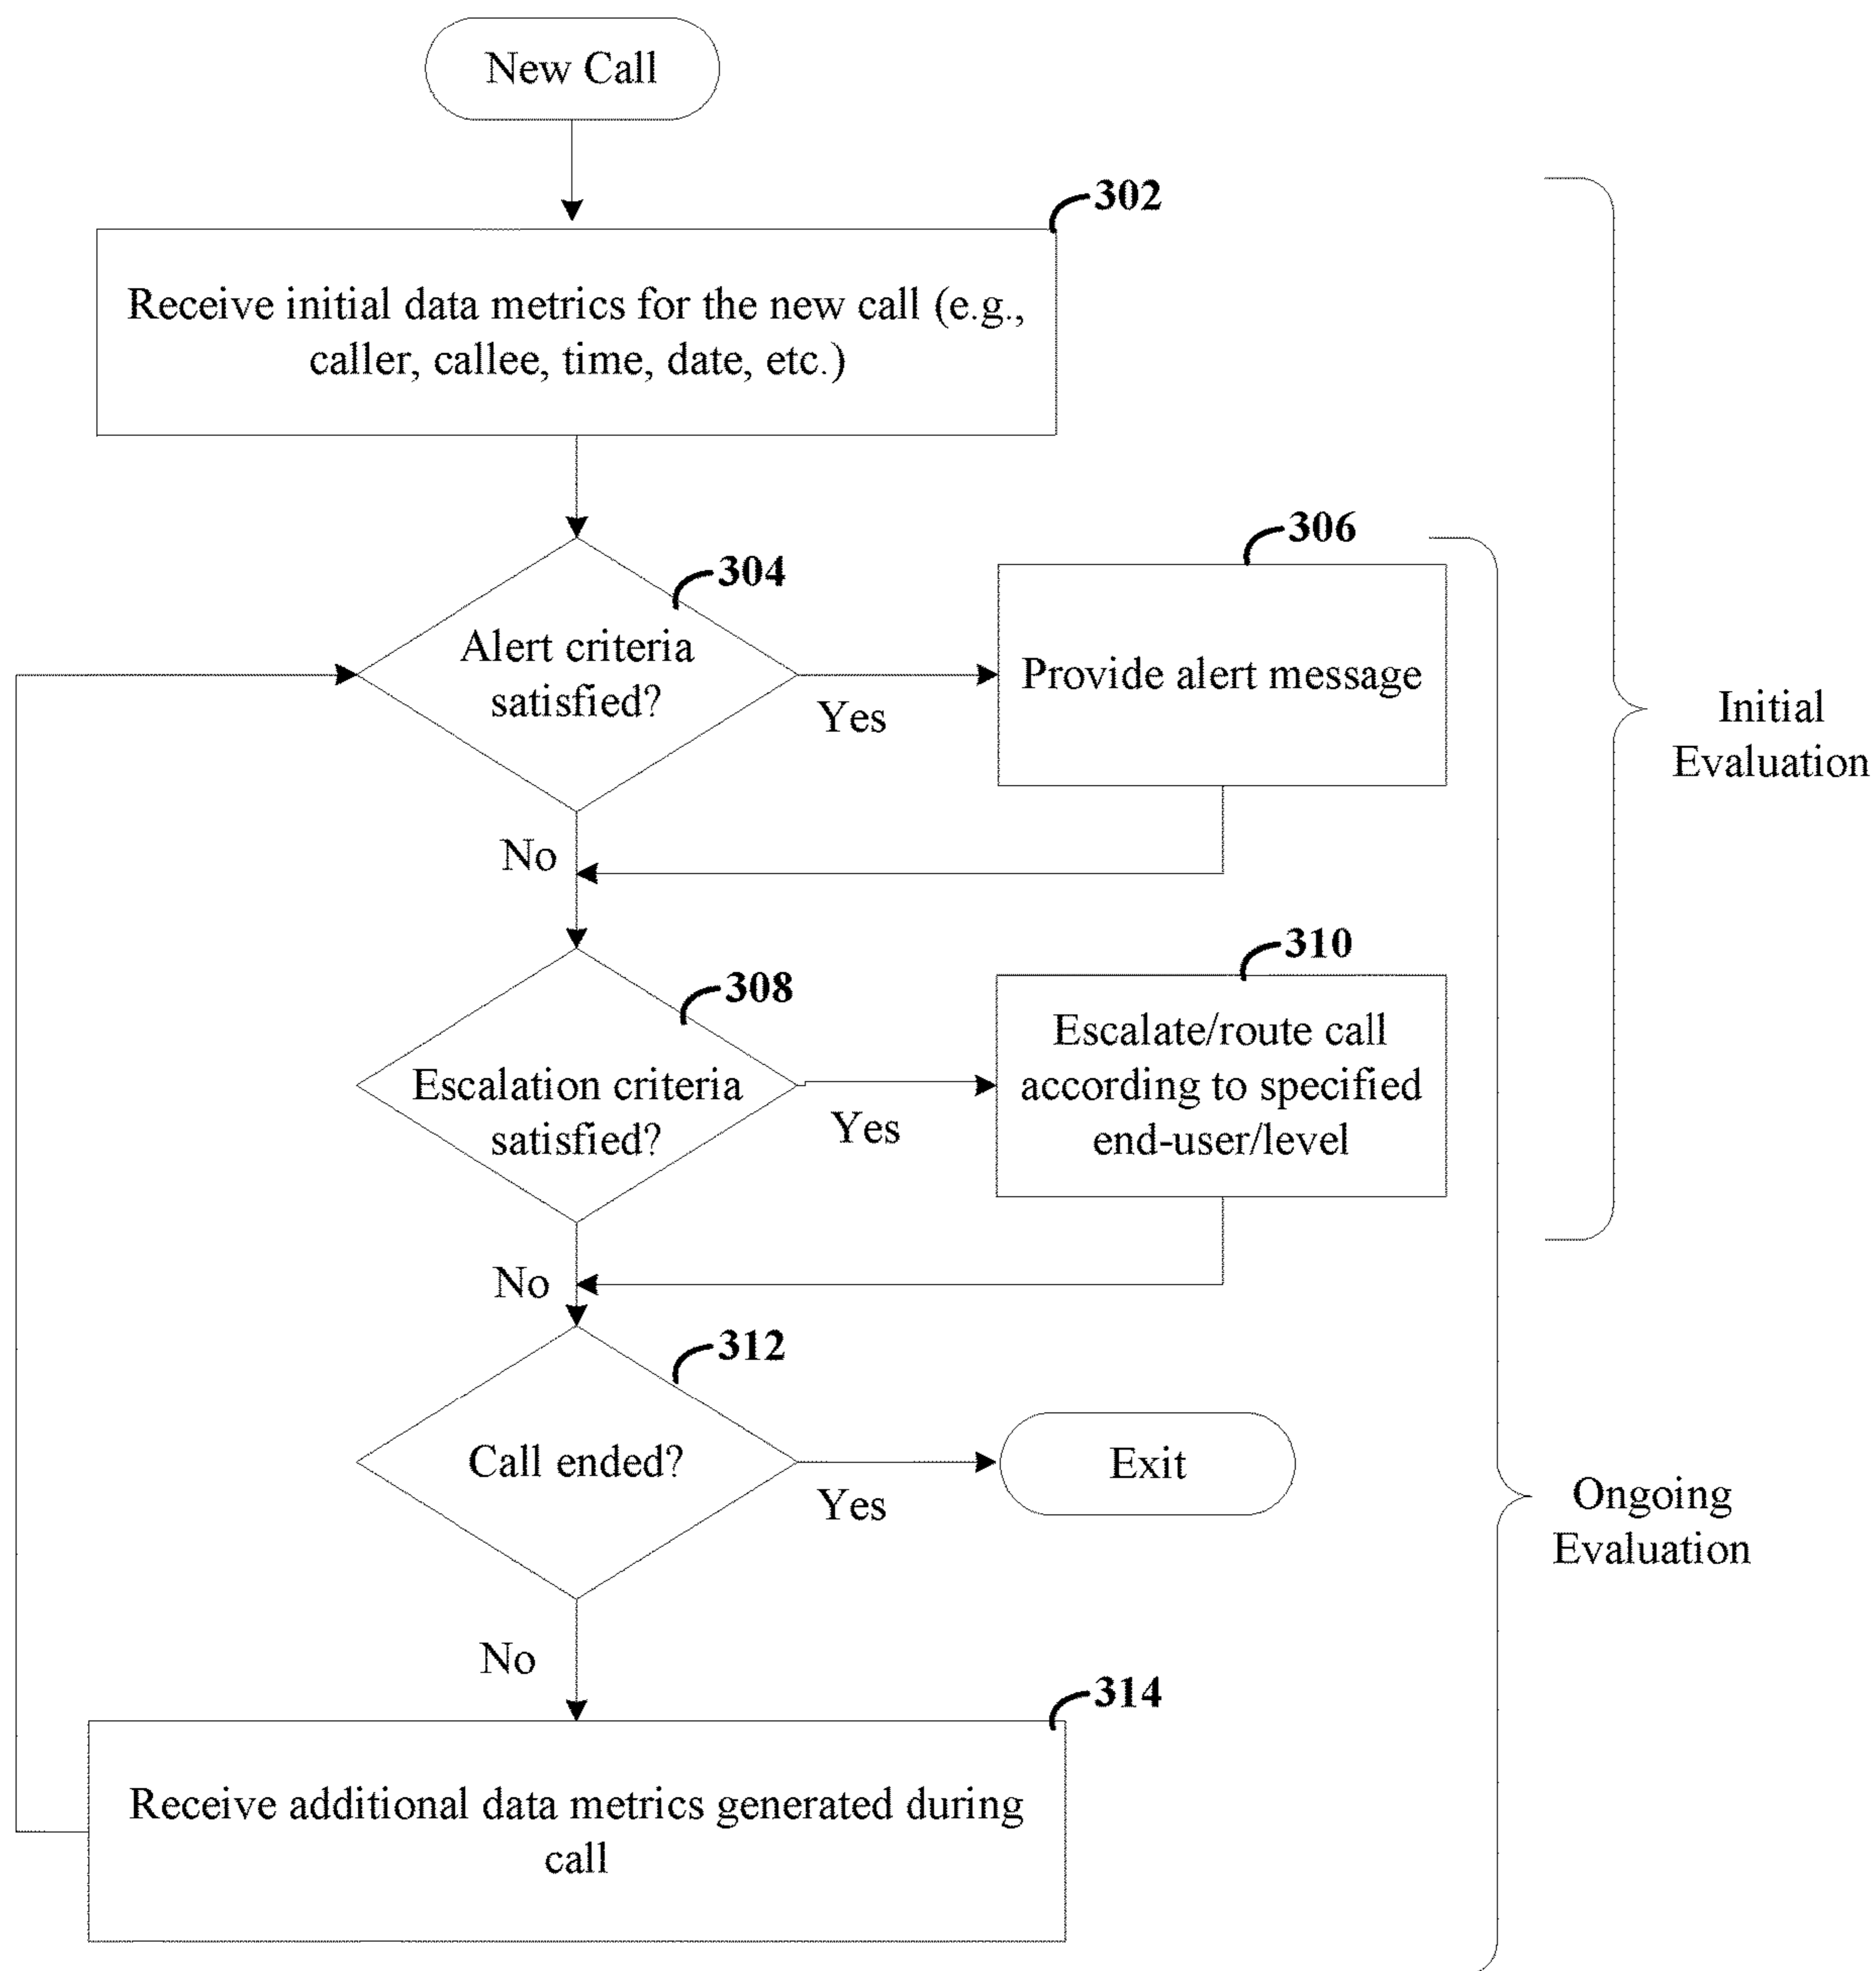 New Call
302
Receive initial data metrics for the new call (e.g.,
caller, callee, time, date, etc.)
304
Alert criteria
satisfied?
Yes
306
Provide alert message
Initial
Evaluation
No
308
Escalation criteria
satisfied?
Yes
310
Escalate/route call
according to specified
end-user/level
No
312
Call ended?
Yes
Exit
Ongoing
Evaluation
No
314
Receive additional data metrics generated during
call